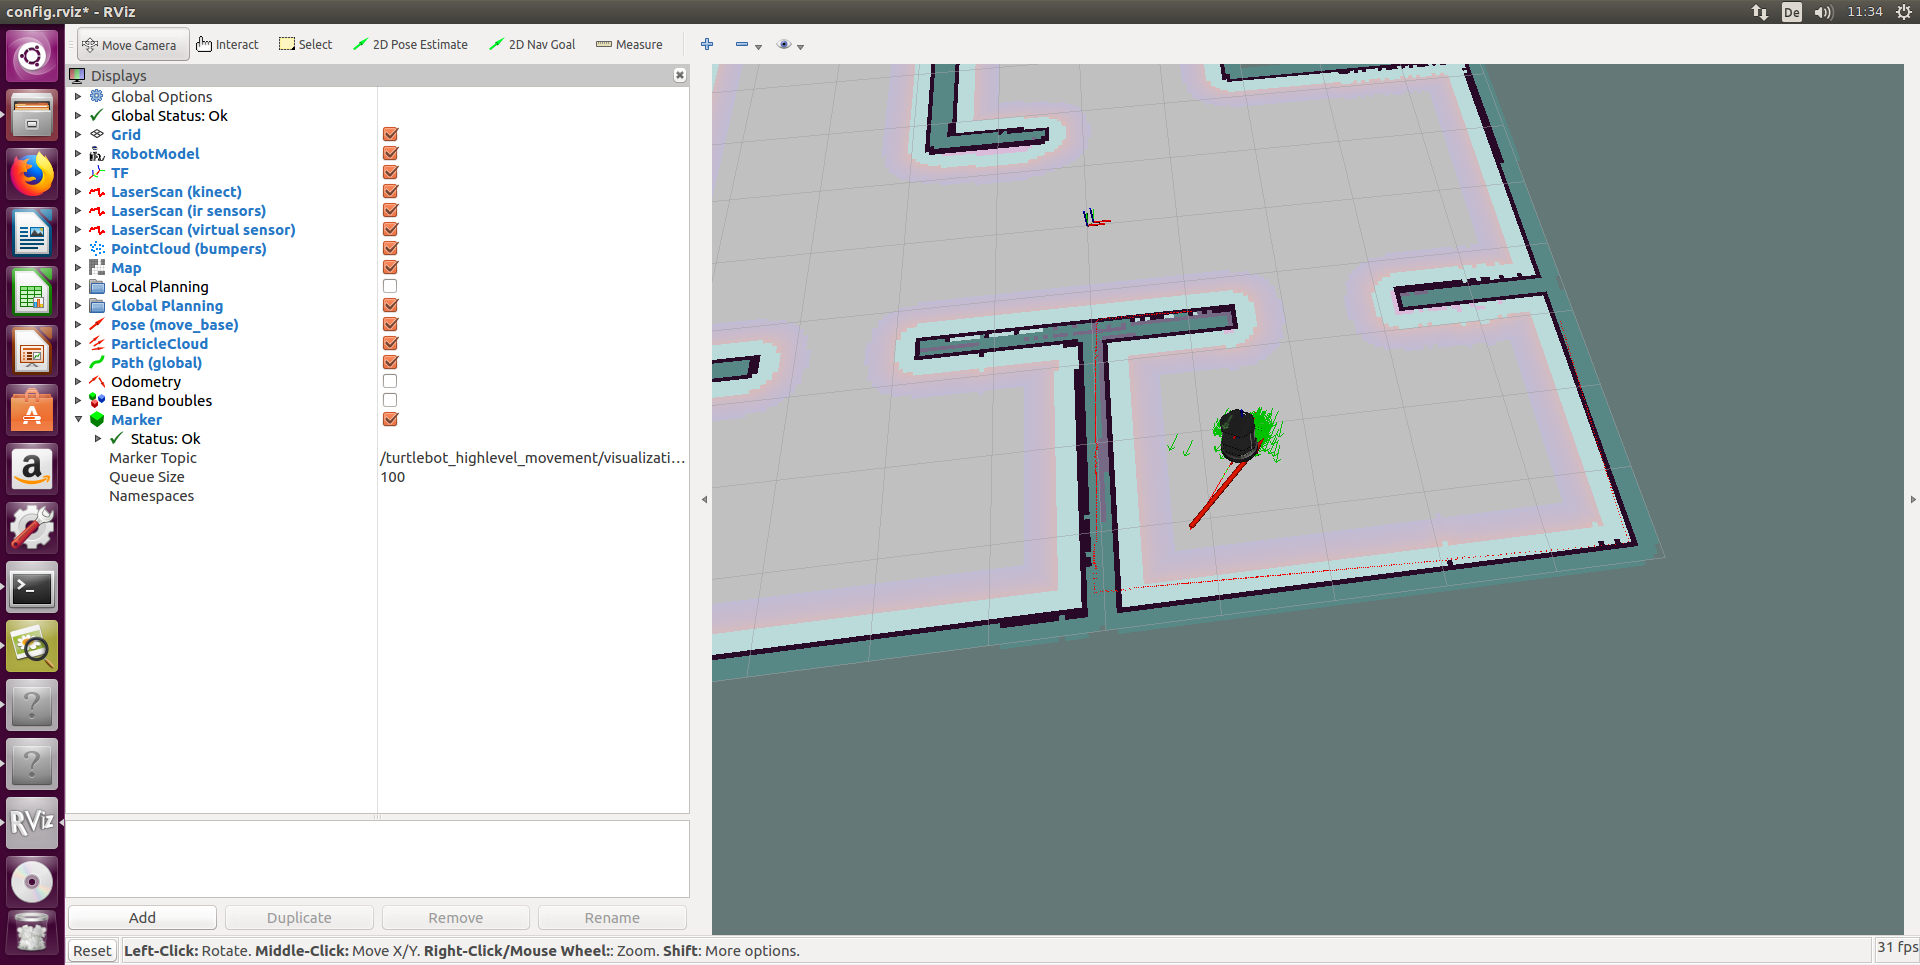 config.rviz* - RViz
De
11:34
Move Camera
Interact
Select
2D Pose Estimate
2D Nav Goal
Measure
Displays
Global Options
Global Status: Ok
Grid
RobotModel
TF
LaserScan (kinect)
LaserScan (ir sensors)
LaserScan (virtual sensor)
PointCloud (bumpers)
Map
Local Planning
Global Planning
Pose (move_base)
ParticleCloud
Path (global)
Odometry
EBand boubles
Marker
Status: Ok
Marker Topic /turtlebot_highlevel_movement/visualizati...
Queue Size 100
Namespaces
RViz
Add
Duplicate
Remove
Rename
Reset
Left-Click: Rotate. Middle-Click: Move X/Y. Right-Click/Mouse Wheel:: Zoom. Shift: More options.
31 fps